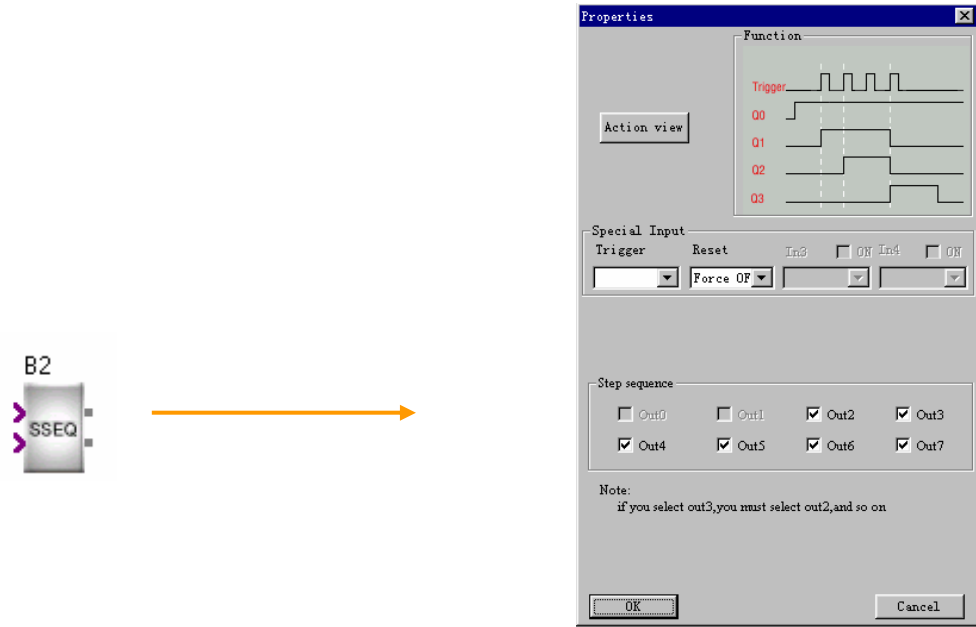 Properties
Function
Trigger
Q0
Q1
Q2
Q3
Action view
Special Input
Trigger Reset In3 ON In4 ON
Force OF
B2
SSEQ
Step sequence
Out0 Out1 Out2 Out3
Out4 Out5 Out6 Out7
Note:
if you select out3,you must select out2,and so on
OK Cancel